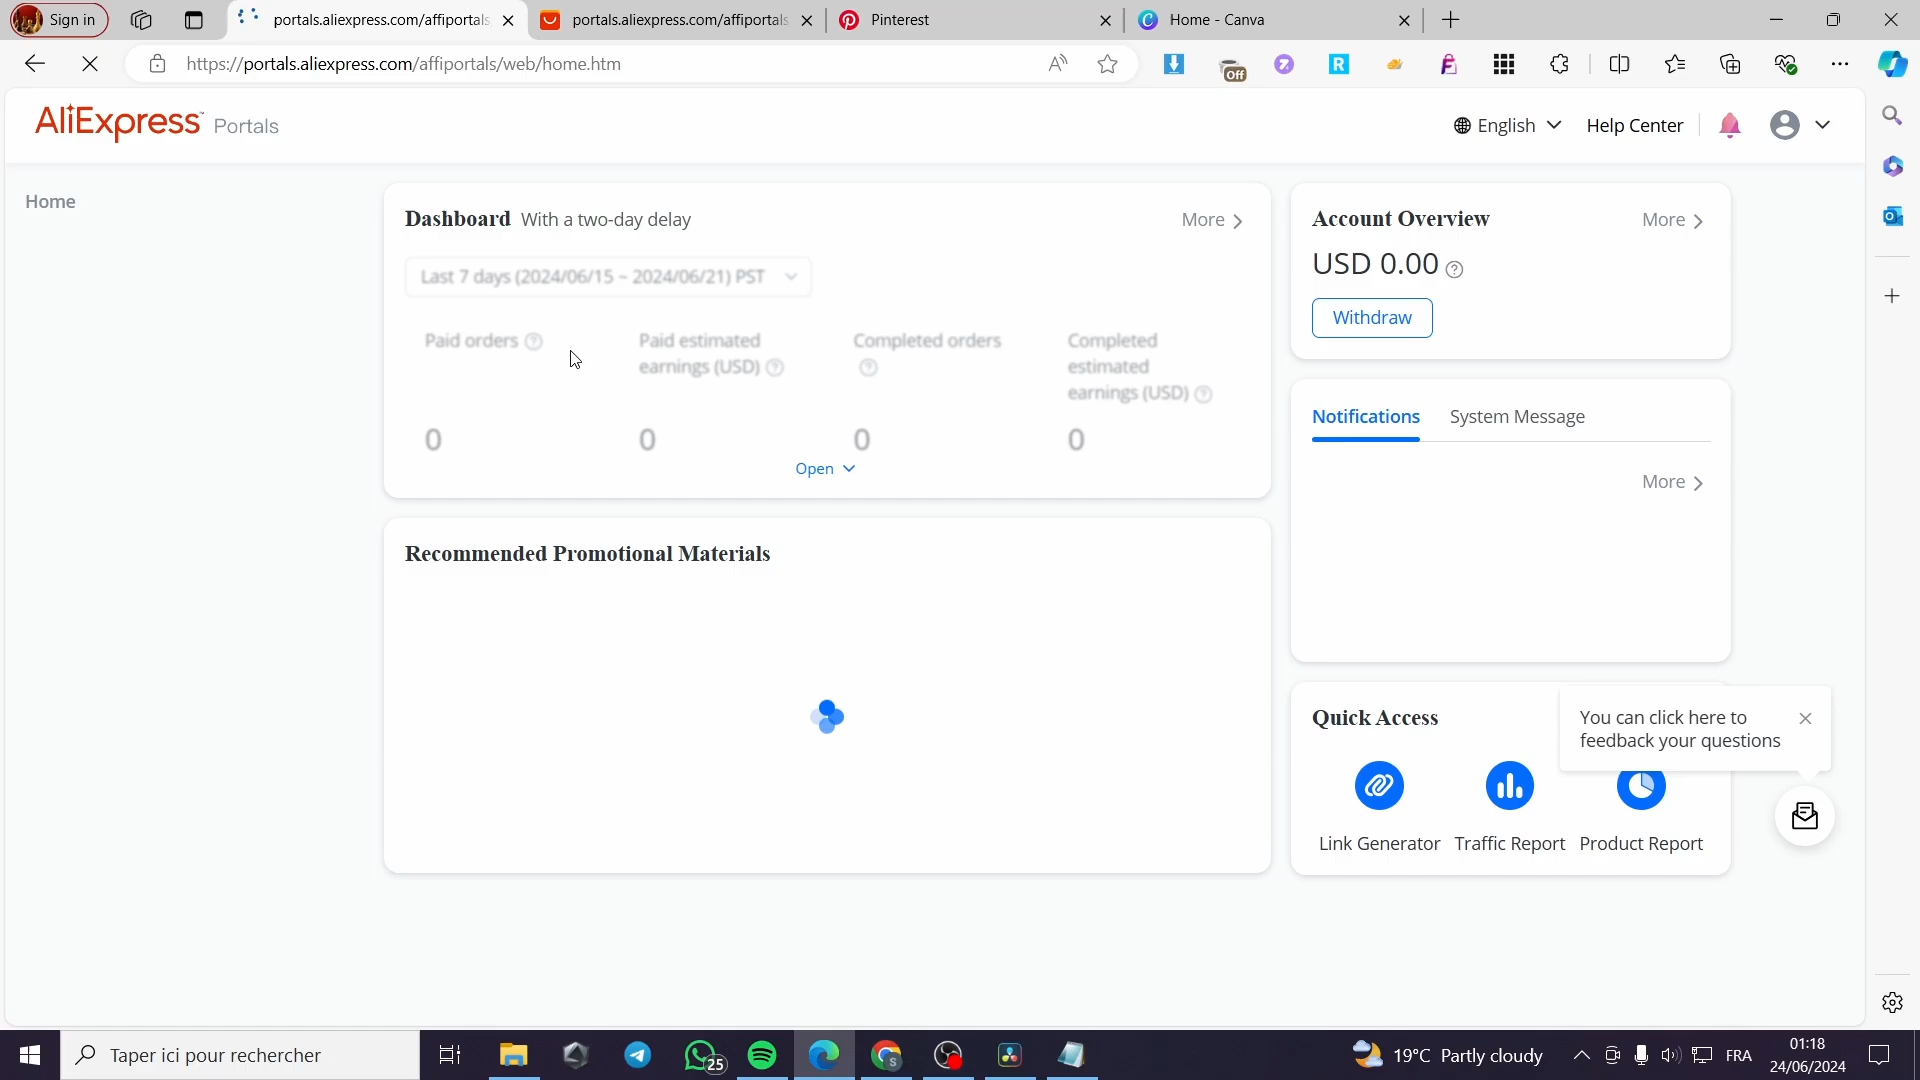 Sign in
portals.aliexpress.com/affiportals
portals.aliexpress.com/affiportals
Pinterest
Home - Canva
https://portals.aliexpress.com/affiportals/web/home.htm
Off
AliExpress Portals
English
Help Center
Home
Dashboard With a two-day delay
More
Last 7 days (2024/06/15 ~ 2024/06/21) PST
Paid orders
Paid estimated
earnings (USD)
Completed orders
Completed
estimated
earnings (USD)
0
0
0
0
Open
Recommended Promotional Materials
Account Overview
More
USD 0.00
Withdraw
Notifications
System Message
More
Quick Access
You can click here to
feedback your questions
Link Generator
Traffic Report
Product Report
Taper ici pour rechercher
25
19°C Partly cloudy
FRA
01:18
24/06/2024